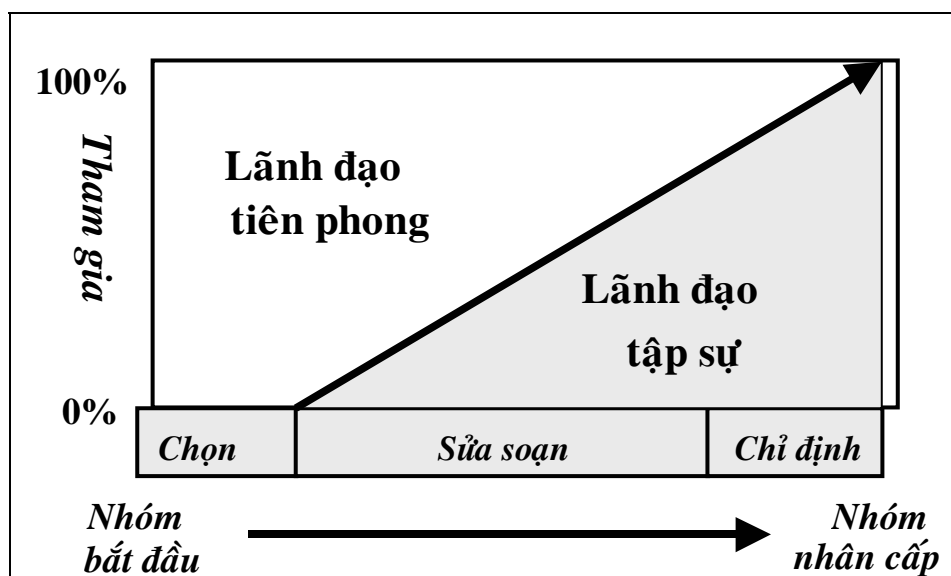 100%
Tham gia
Lãnh đạo
tiên phong
Lãnh đạo
tập sự
0%
Chọn
Sửa soạn
Chỉ định
Nhóm
bắt đầu
Nhóm
nhân cấp